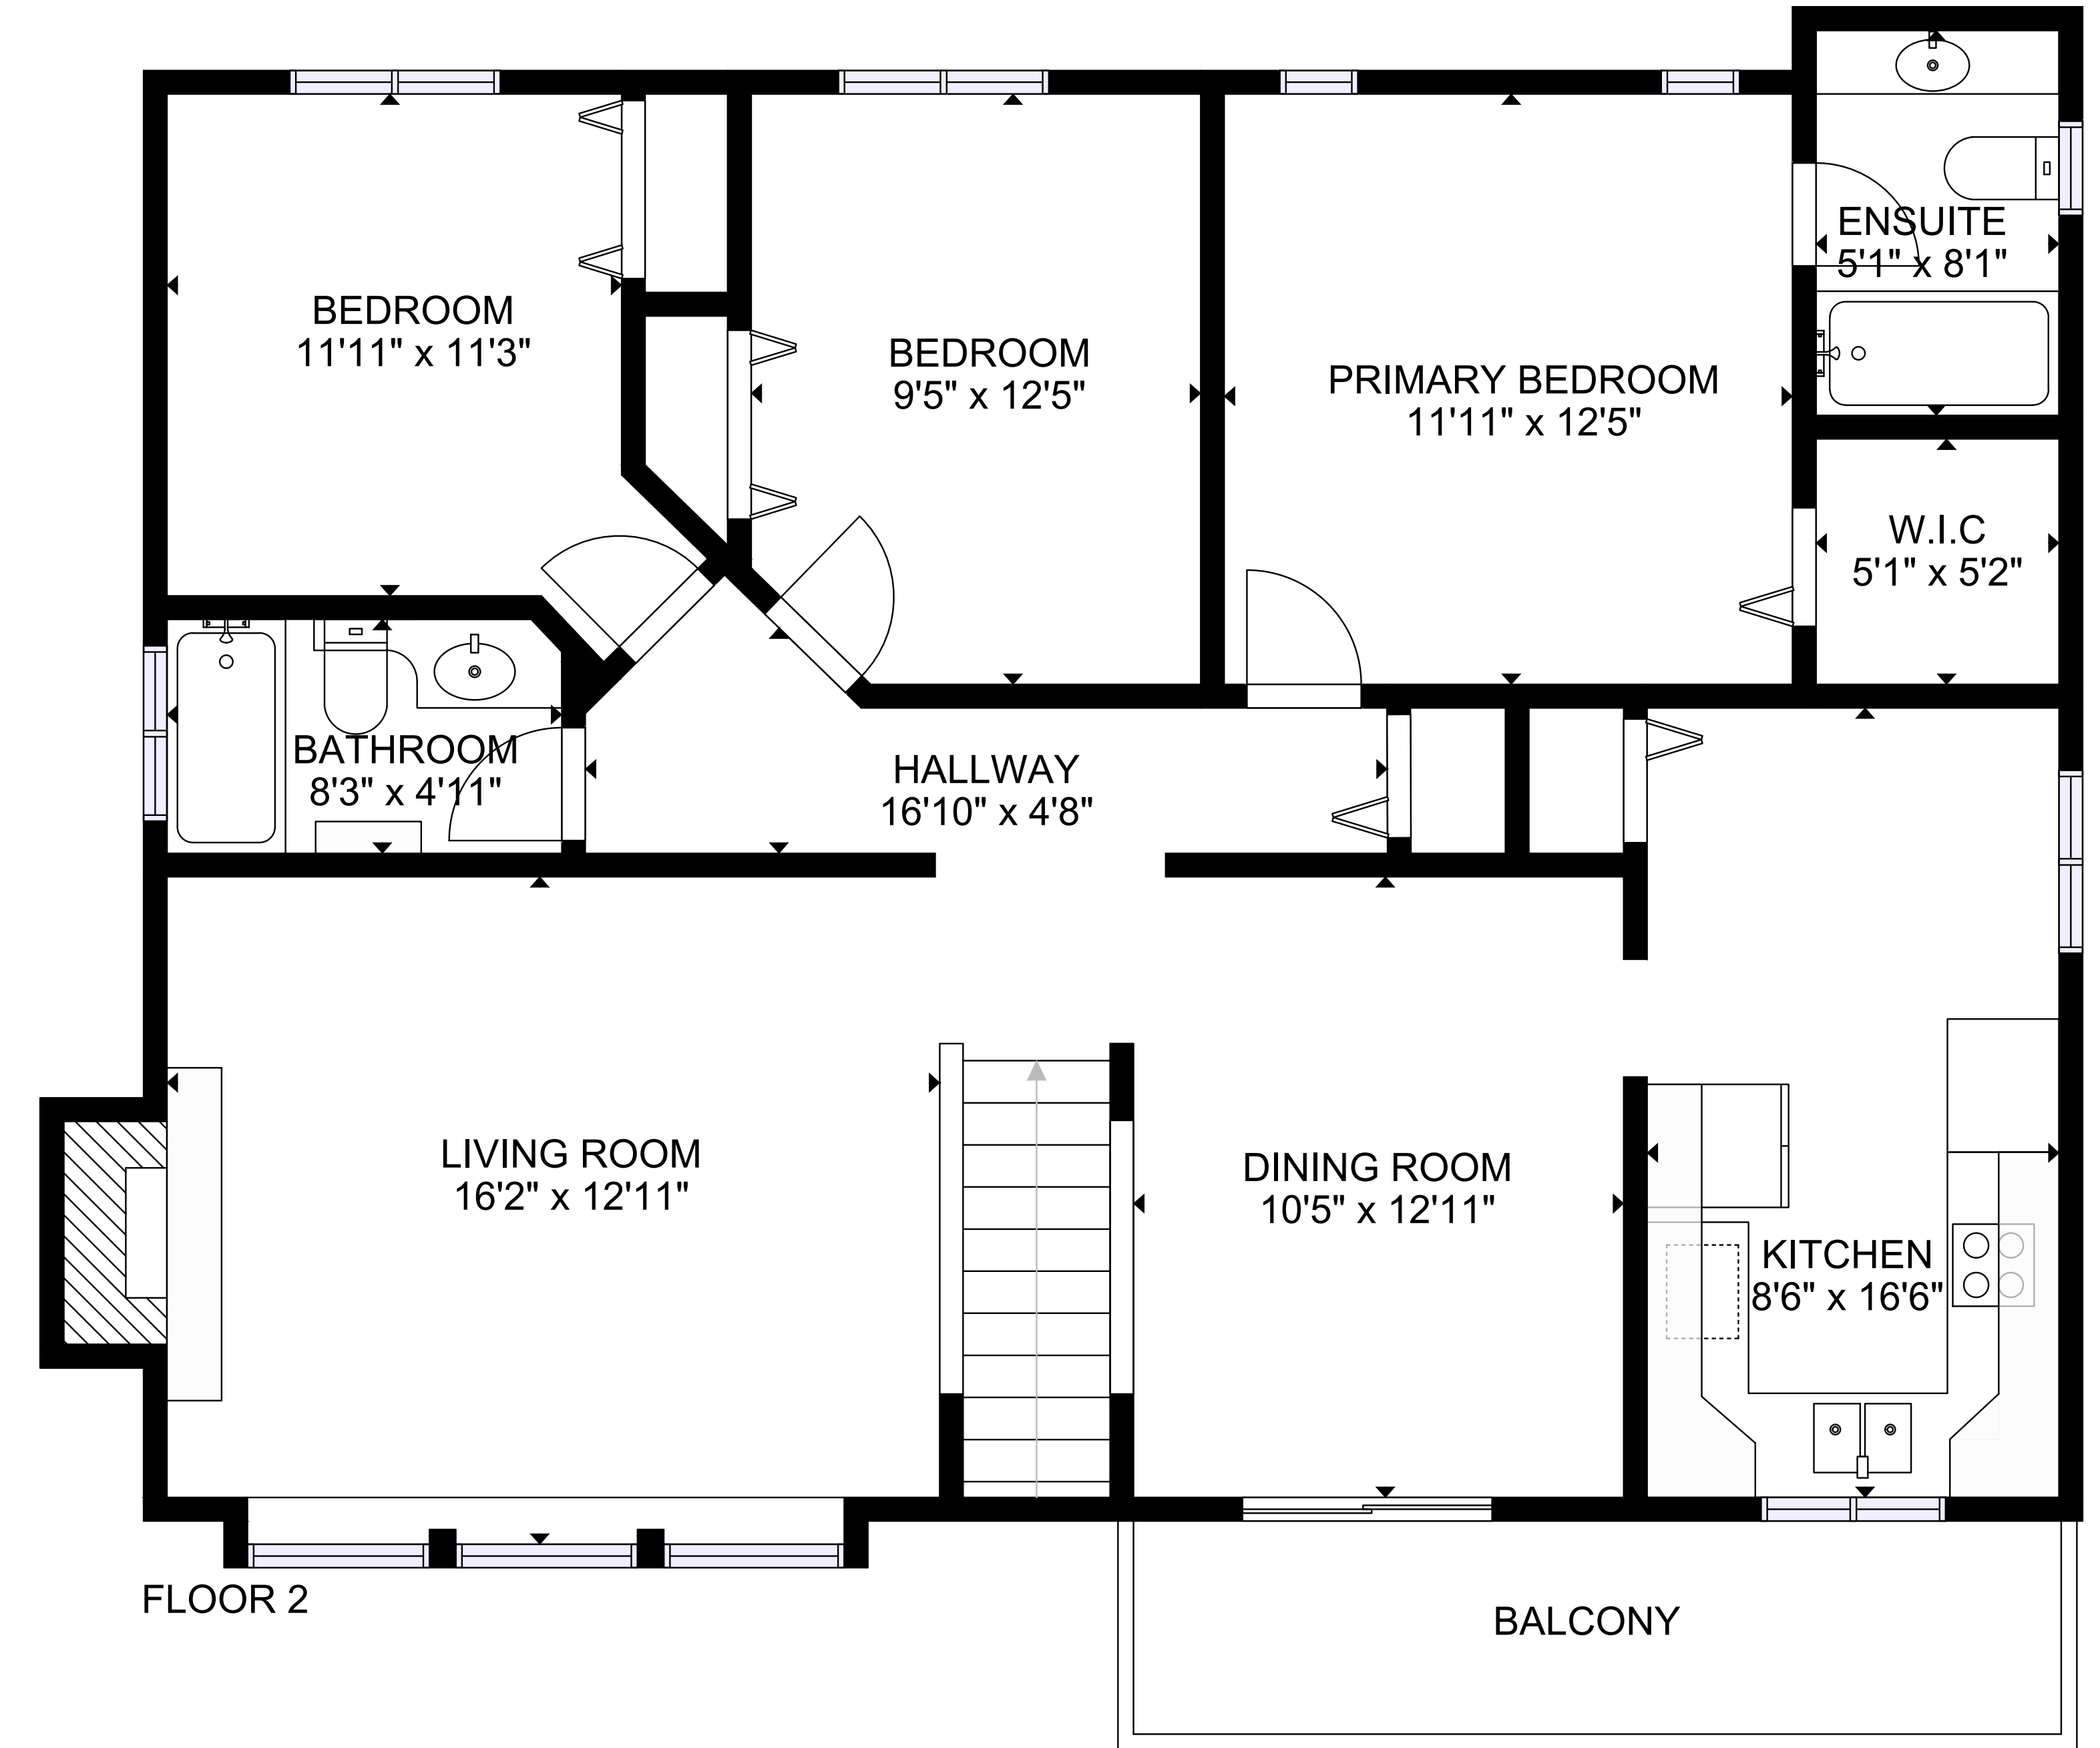 ENSUITE
5'1" x 8'1"
BEDROOM
11'11" x 11'3"
BEDROOM
9'5" x 12'5"
PRIMARY BEDROOM
11'11" x 12'5"
W.I.C
5'1" x 5'2"
BATHROOM
8'3" x 4'11"
HALLWAY
16'10" x 4'8"
LIVING ROOM
16'2" x 12'11"
DINING ROOM
10'5" x 12'11"
KITCHEN
8'6" x 16'6"
FLOOR 2
BALCONY